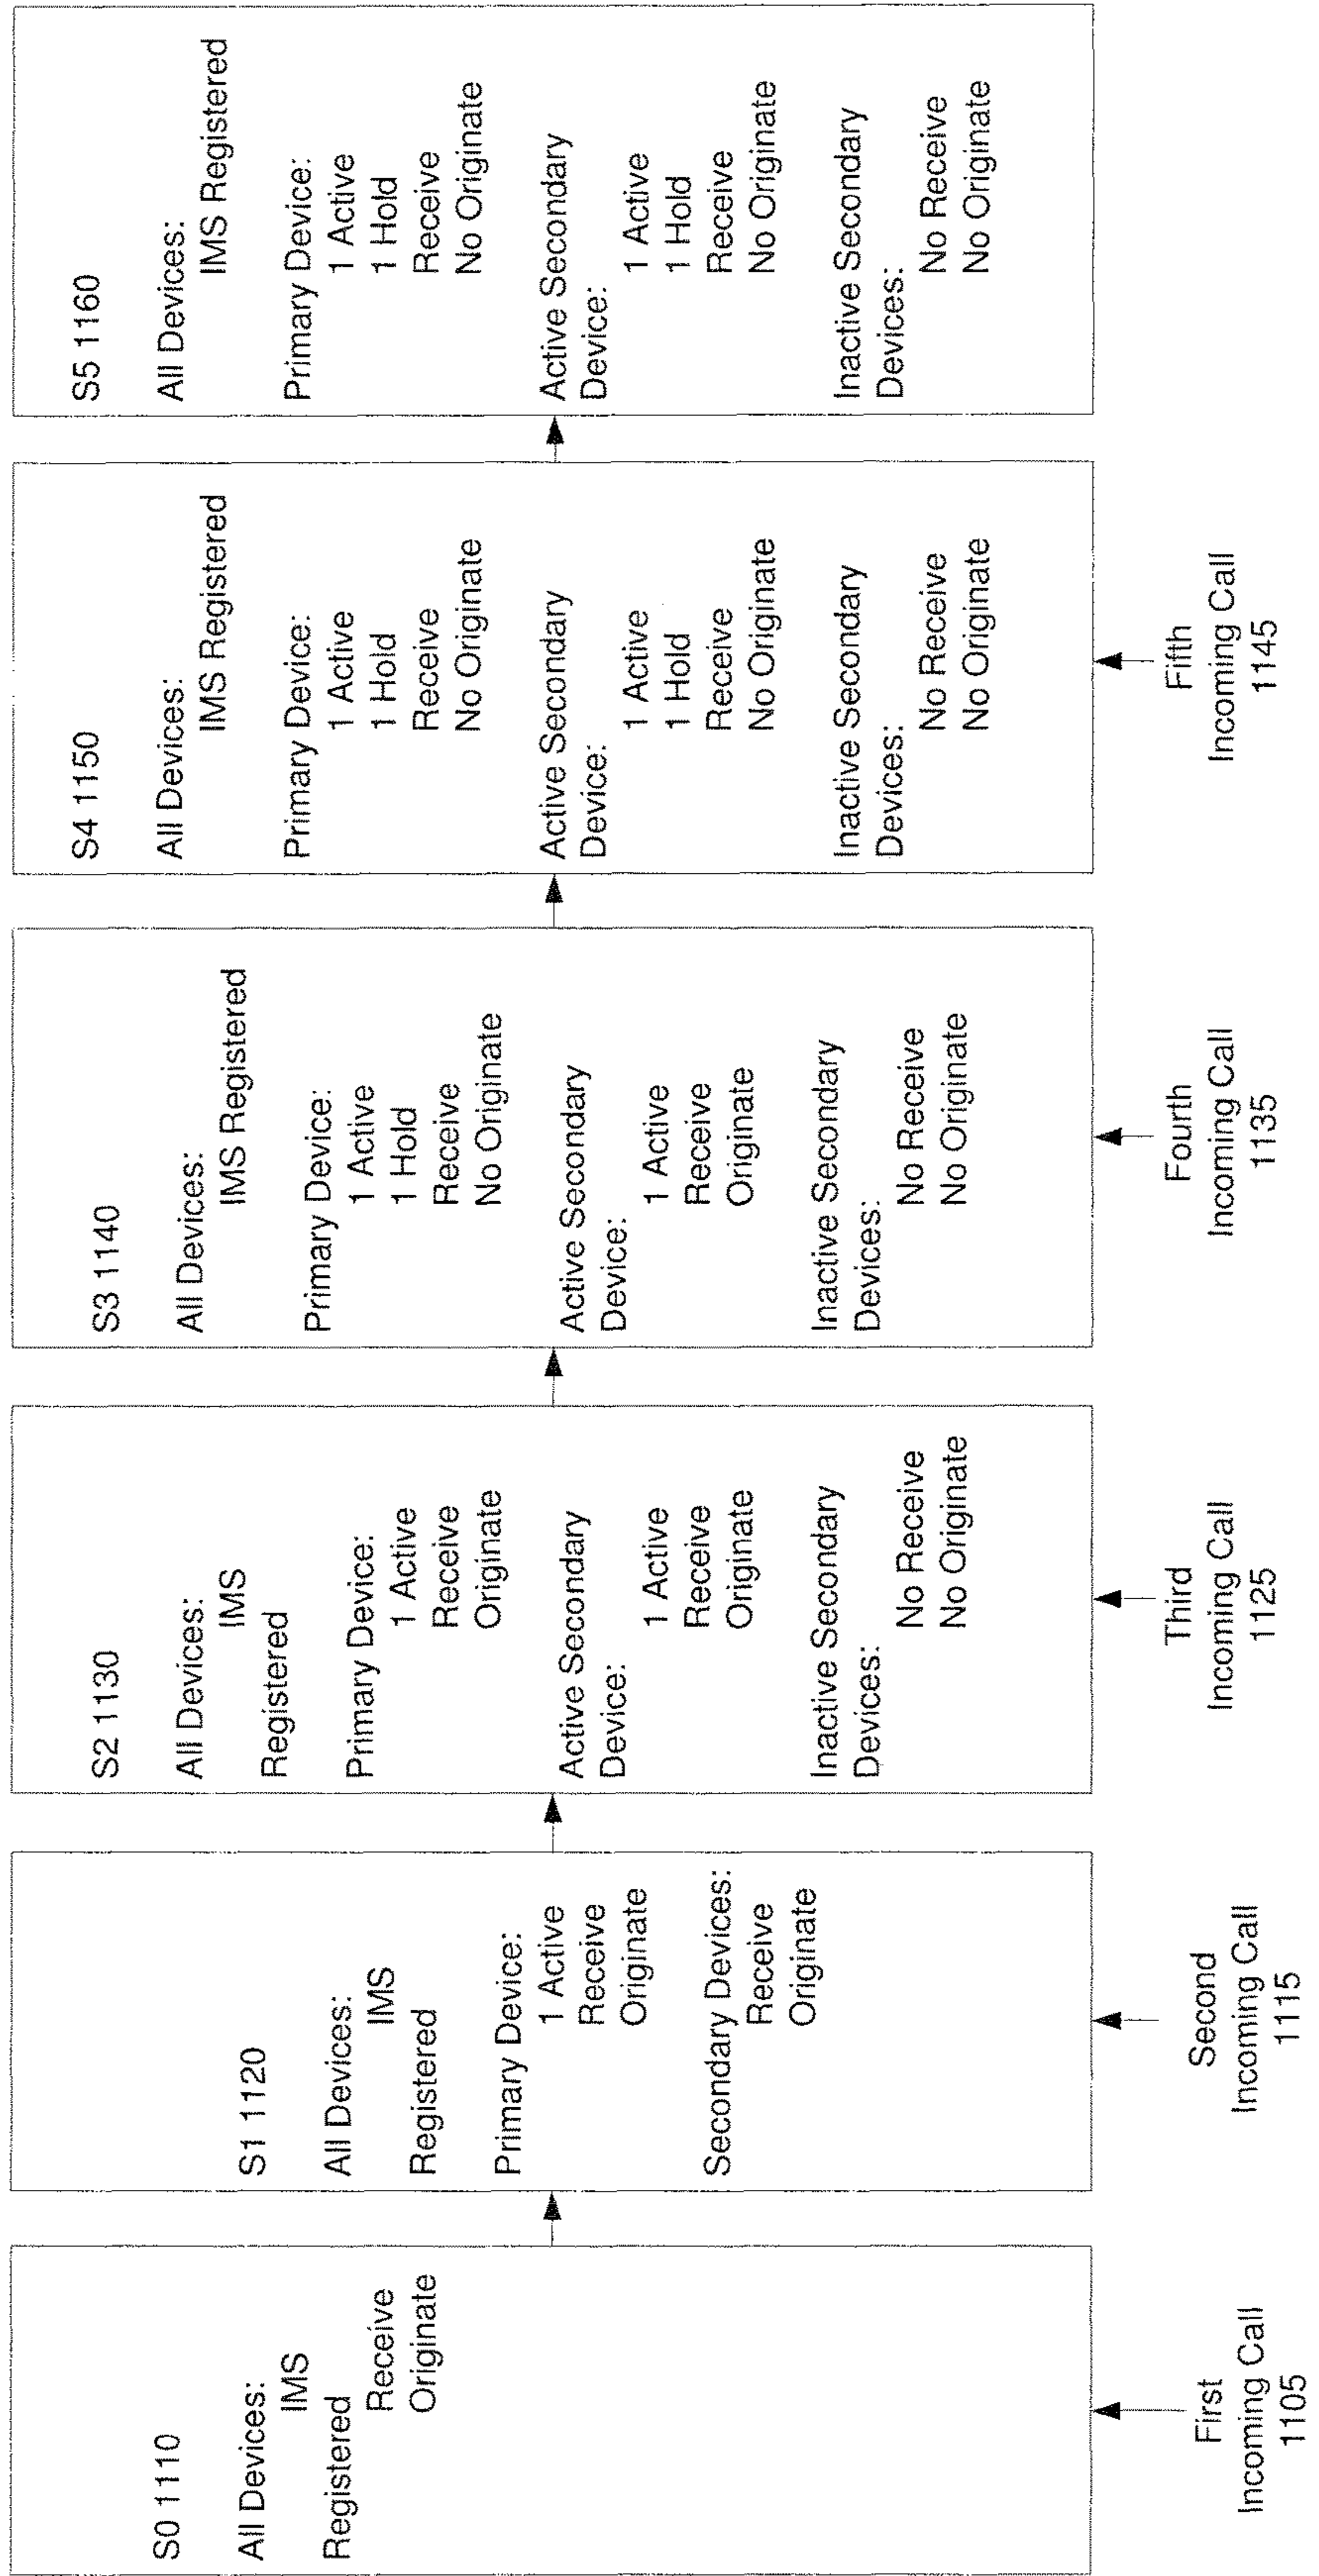 S0 1110
All Devices:
IMS
Registered
Receive
Originate
First
Incoming Call
1105
S1 1120
All Devices:
IMS
Registered
Primary Device:
1 Active
Receive
Originate
Secondary Devices:
Receive
Originate
Second
Incoming Call
1115
S2 1130
All Devices:
IMS
Registered
Primary Device:
1 Active
Receive
Originate
Active Secondary
Device:
1 Active
Receive
Originate
Inactive Secondary
Devices:
No Receive
No Originate
Third
Incoming Call
1125
S3 1140
All Devices:
IMS Registered
Primary Device:
1 Active
1 Hold
Receive
No Originate
Active Secondary
Device:
1 Active
Receive
Originate
Inactive Secondary
Devices:
No Receive
No Originate
Fourth
Incoming Call
1135
S4 1150
All Devices:
IMS Registered
Primary Device:
1 Active
1 Hold
Receive
No Originate
Active Secondary
Device:
1 Active
1 Hold
Receive
No Originate
Inactive Secondary
Devices:
No Receive
No Originate
Fifth
Incoming Call
1145
S5 1160
All Devices:
IMS Registered
Primary Device:
1 Active
1 Hold
Receive
No Originate
Active Secondary
Device:
1 Active
1 Hold
Receive
No Originate
Inactive Secondary
Devices:
No Receive
No Originate